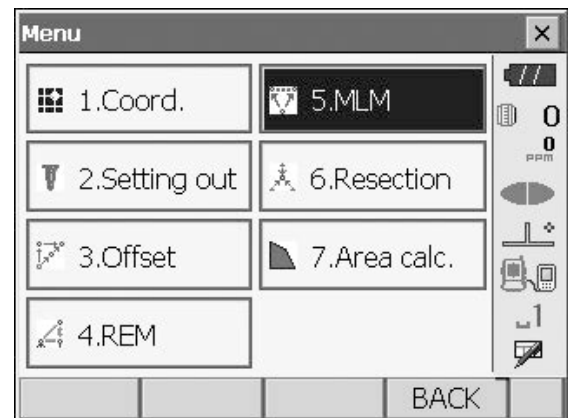 Menu
1.Coord.
5.MLM
0
0
PPM
2.Setting out
6.Resection
3.Offset
7.Area calc.
4.REM
1
BACK